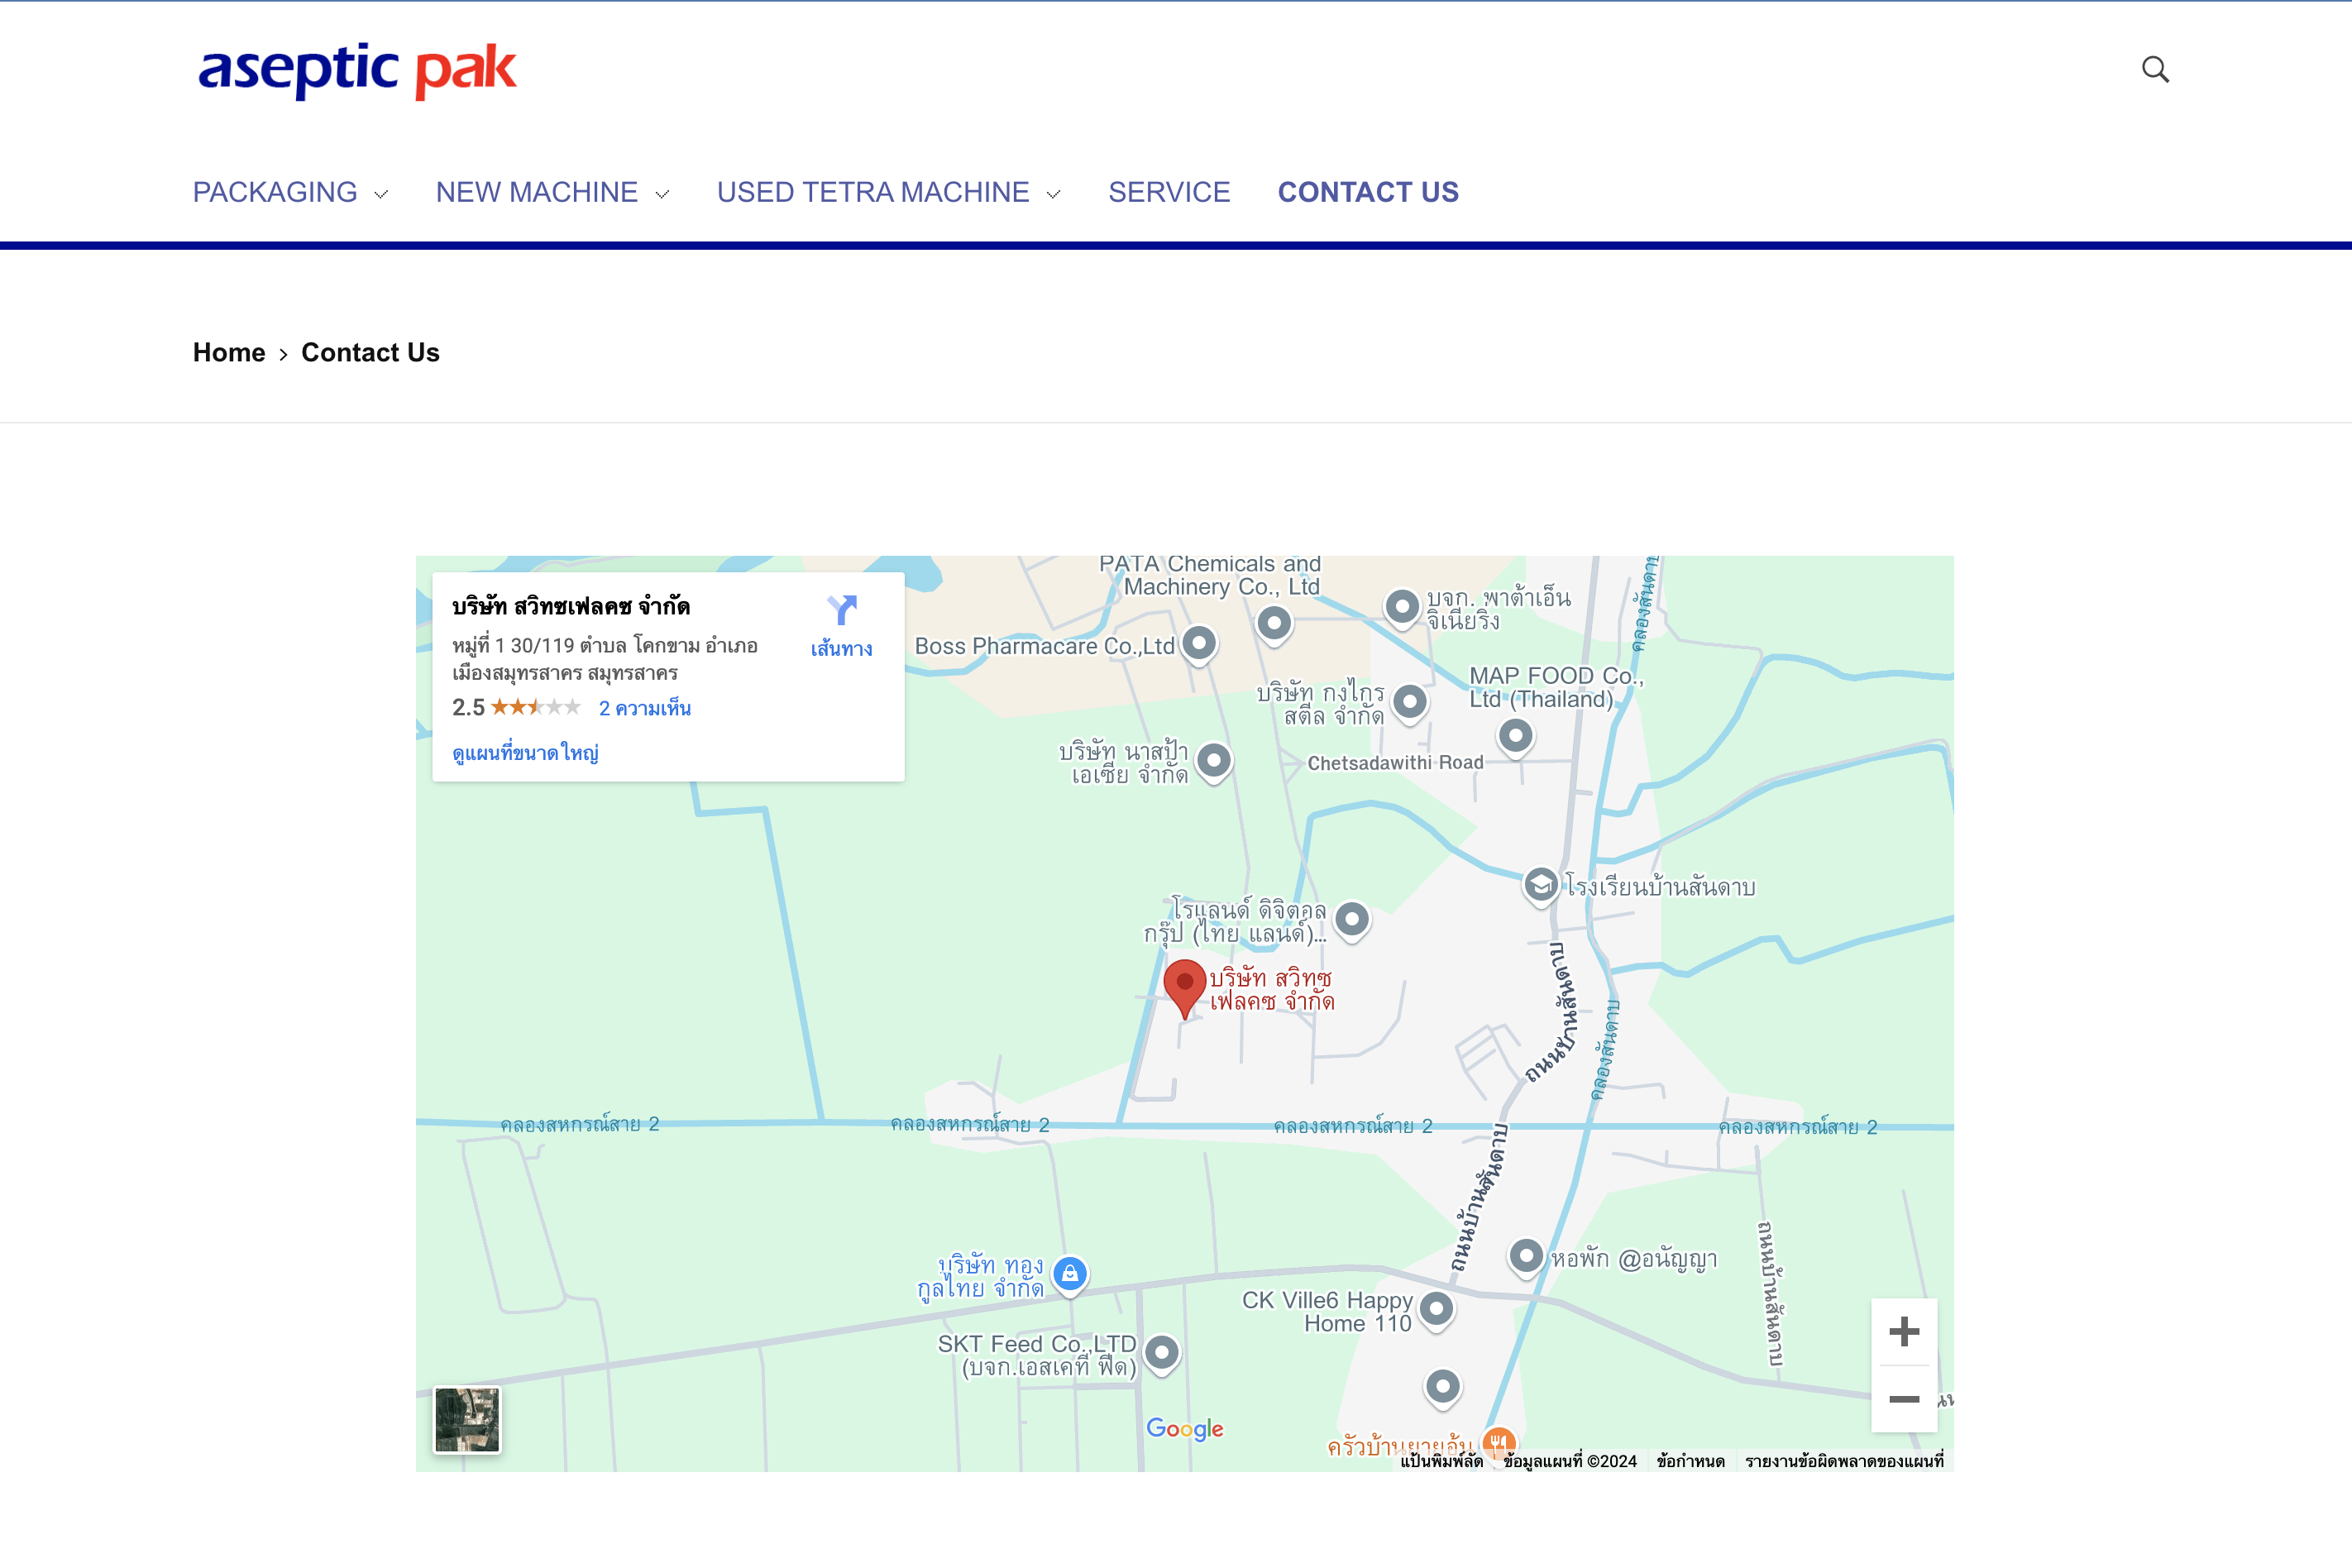 aseptic pak
PACKAGING
NEW MACHINE
USED TETRA MACHINE
SERVICE
CONTACT US
Home > Contact Us
บริษัท สวิทซเฟลคซ จำกัด
หมู่ที่ 1 30/119 ตำบล โคกขาม อำเภอ
เมืองสมุทรสาคร สมุทรสาคร
2.5
2 ความเห็น
ดูแผนที่ขนาดใหญ่
เส้นทาง
PATA Chemicals and
Machinery Co., Ltd
บจก. พาต้าเอ็น
จิเนียริง
คลองสันดาบ
Boss Pharmacare Co.,Ltd
บริษัท กงไกร
สตีล จำกัด
MAP FOOD Co.,
Ltd (Thailand)
บริษัท นาสป้า
เอเซีย จำกัด
Chetsadawithi Road
โรงเรียนบ้านสันดาบ
โรแลนด์ ดิจิตอล
กรุ๊ป (ไทย แลนด์)...
บริษัท สวิทซ
เฟลคซ จำกัด
ถนนบ้านสันดาบ
คลองสันดาบ
คลองสหกรณ์สาย 2
คลองสหกรณ์สาย 2
คลองสหกรณ์สาย 2
คลองสหกรณ์สาย 2
ถนนบ้านสันดาบ
ถนนบ้านสันดาบ
หอพัก @อนัญญา
บริษัท ทอง
กูลไทย จำกัด
CK Ville6 Happy
Home 110
SKT Feed Co.,LTD
(บจก.เอสเคที ฟีด)
Google
ครัวบ้านยายอุ้น
แป้นพิมพ์ลัด
ข้อมูลแผนที่ ©2024
ข้อกำหนด
รายงานข้อผิดพลาดของแผนที่